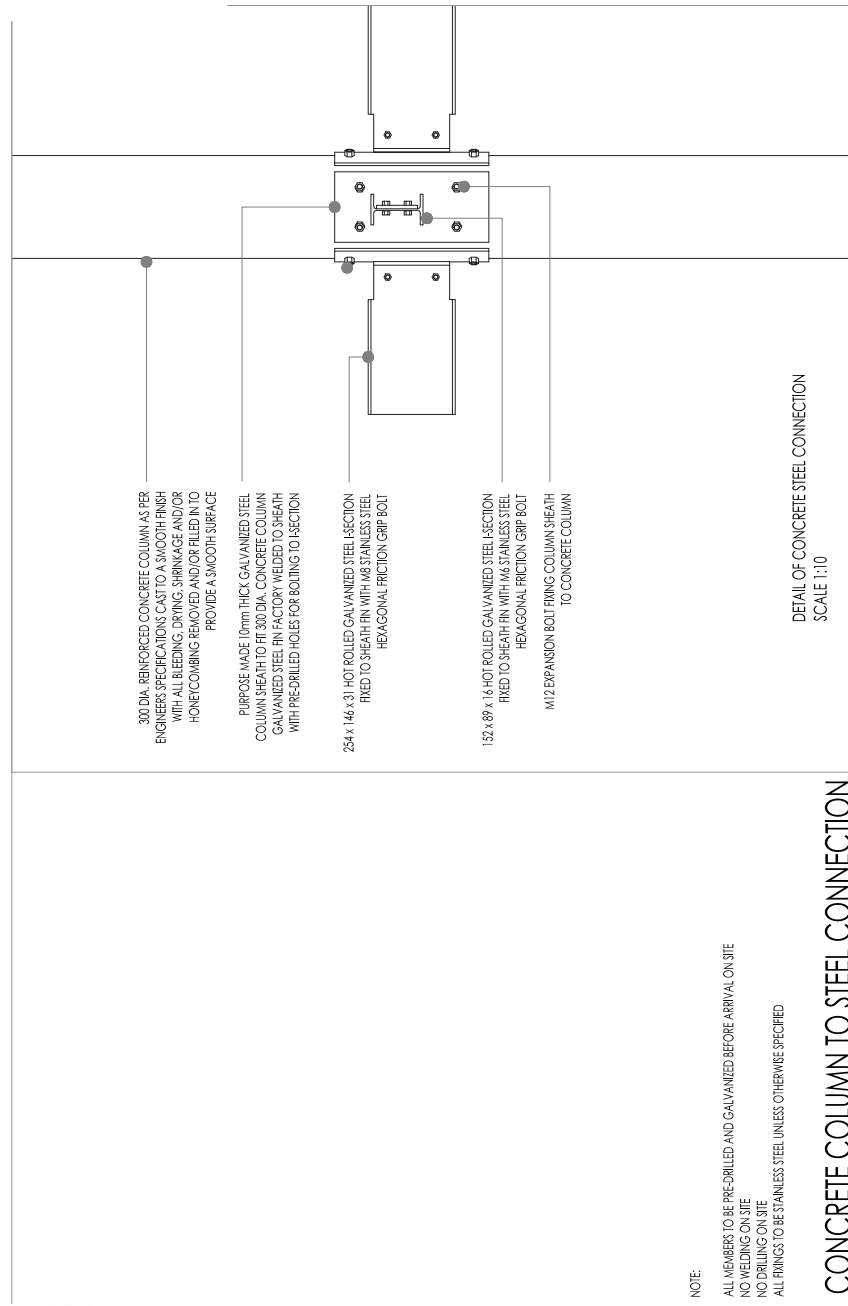 300 DIA. REINFORCED CONCRETE COLUMN AS PER
ENGINEERS SPECIFICATIONS CAST TO A SMOOTH FINISH
WITH ALL BLEEDING, DRYING, SHRINKAGE AND/OR
HONEYCOMBING REMOVED AND/OR FILLED IN TO
PROVIDE A SMOOTH SURFACE
PURPOSE MADE 10mm THICK GALVANIZED STEEL
COLUMN SHEATH TO FIT 300 DIA. CONCRETE COLUMN
GALVANIZED STEEL FIN FACTORY WELDED TO SHEATH
WITH PRE-DRILLED HOLES FOR BOLTING TO I-SECTION
254 x 146 x 31 HOT ROLLED GALVANIZED STEEL I-SECTION
FIXED TO SHEATH FIN WITH M8 STAINLESS STEEL
HEXAGONAL FRICTION GRIP BOLT
152 x 89 x 16 HOT ROLLED GALVANIZED STEEL I-SECTION
FIXED TO SHEATH FIN WITH M6 STAINLESS STEEL
HEXAGONAL FRICTION GRIP BOLT
M12 EXPANSION BOLT FIXING COLUMN SHEATH
TO CONCRETE COLUMN
DETAIL OF CONCRETE STEEL CONNECTION
SCALE 1:10
NOTE:
ALL MEMBERS TO BE PRE-DRILLED AND GALVANIZED BEFORE ARRIVAL ON SITE
NO WELDING ON SITE
NO DRILLING ON SITE
ALL FIXINGS TO BE STAINLESS STEEL UNLESS OTHERWISE SPECIFIED
CONCRETE COLUMN TO STEEL CONNECTION